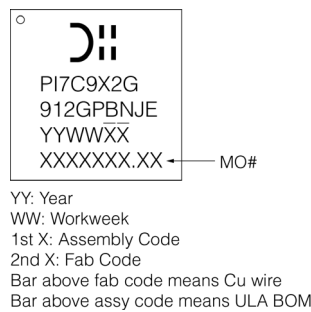 PI7C9X2G
912GPBNJE
YYWWX̅X̅
XXXXXXX.XX
MO#
YY: Year
WW: Workweek
1st X: Assembly Code
2nd X: Fab Code
Bar above fab code means Cu wire
Bar above assy code means ULA BOM